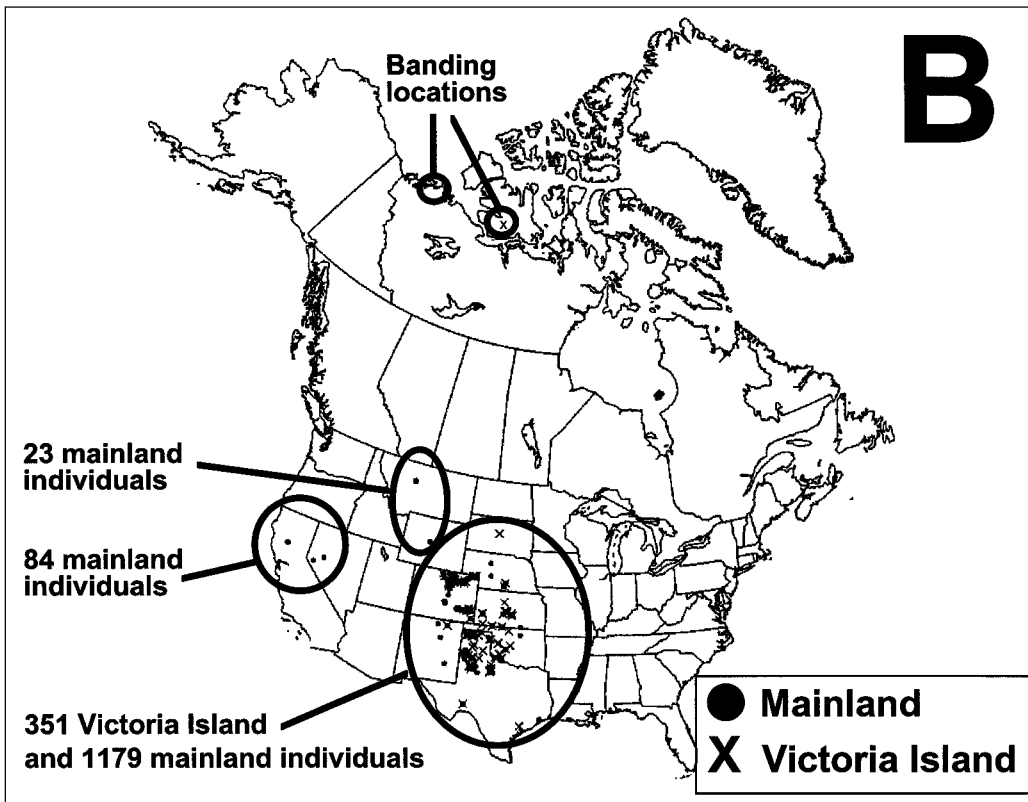 B
Banding
locations
23 mainland
individuals
84 mainland
individuals
351 Victoria Island
and 1179 mainland individuals
Mainland
X Victoria Island